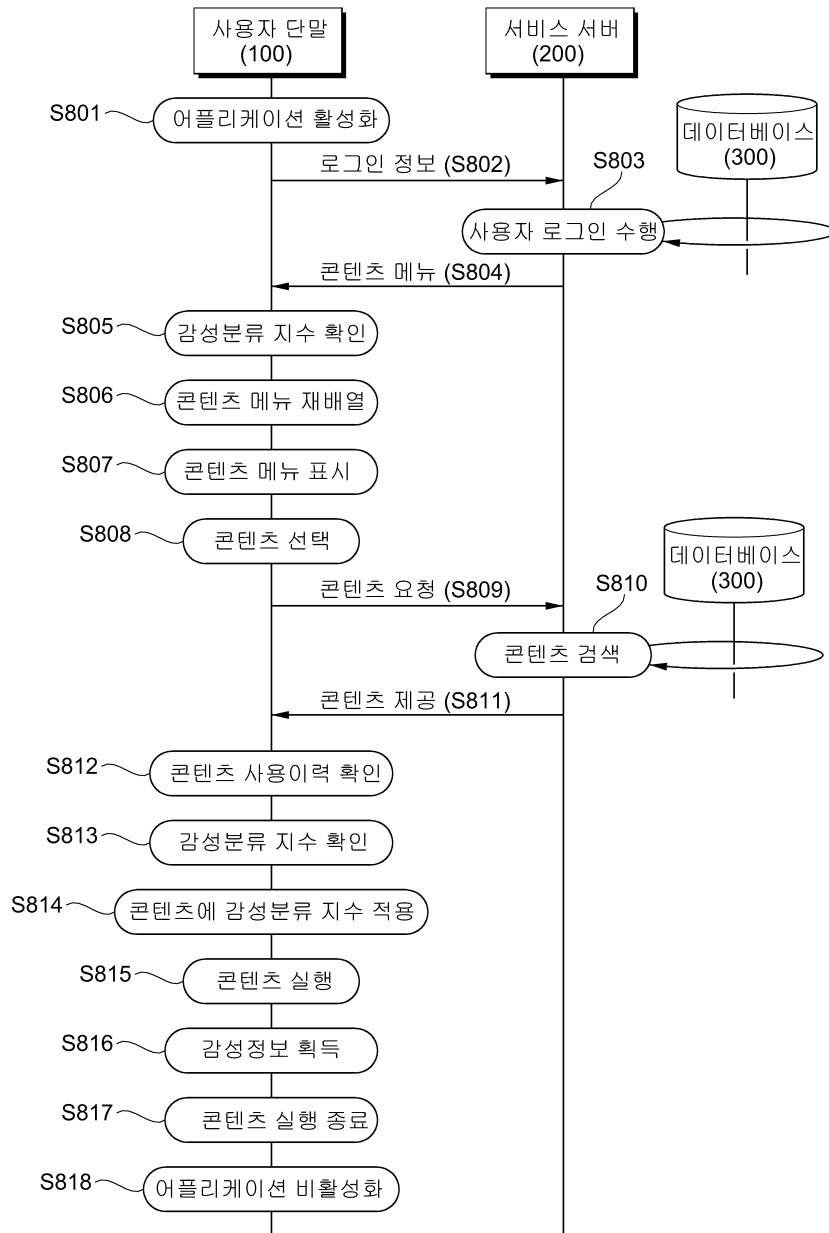 사용자 단말
(100)
서비스 서버
(200)
S801
어플리케이션 활성화
데이터베이스
(300)
로그인 정보 (S802)
S803
사용자 로그인 수행
콘텐츠 메뉴 (S804)
S805
감성분류 지수 확인
S806
콘텐츠 메뉴 재배열
S807
콘텐츠 메뉴 표시
S808
콘텐츠 선택
데이터베이스
(300)
콘텐츠 요청 (S809)
S810
콘텐츠 검색
콘텐츠 제공 (S811)
S812
콘텐츠 사용이력 확인
S813
감성분류 지수 확인
S814
콘텐츠에 감성분류 지수 적용
S815
콘텐츠 실행
S816
감성정보 획득
S817
콘텐츠 실행 종료
S818
어플리케이션 비활성화